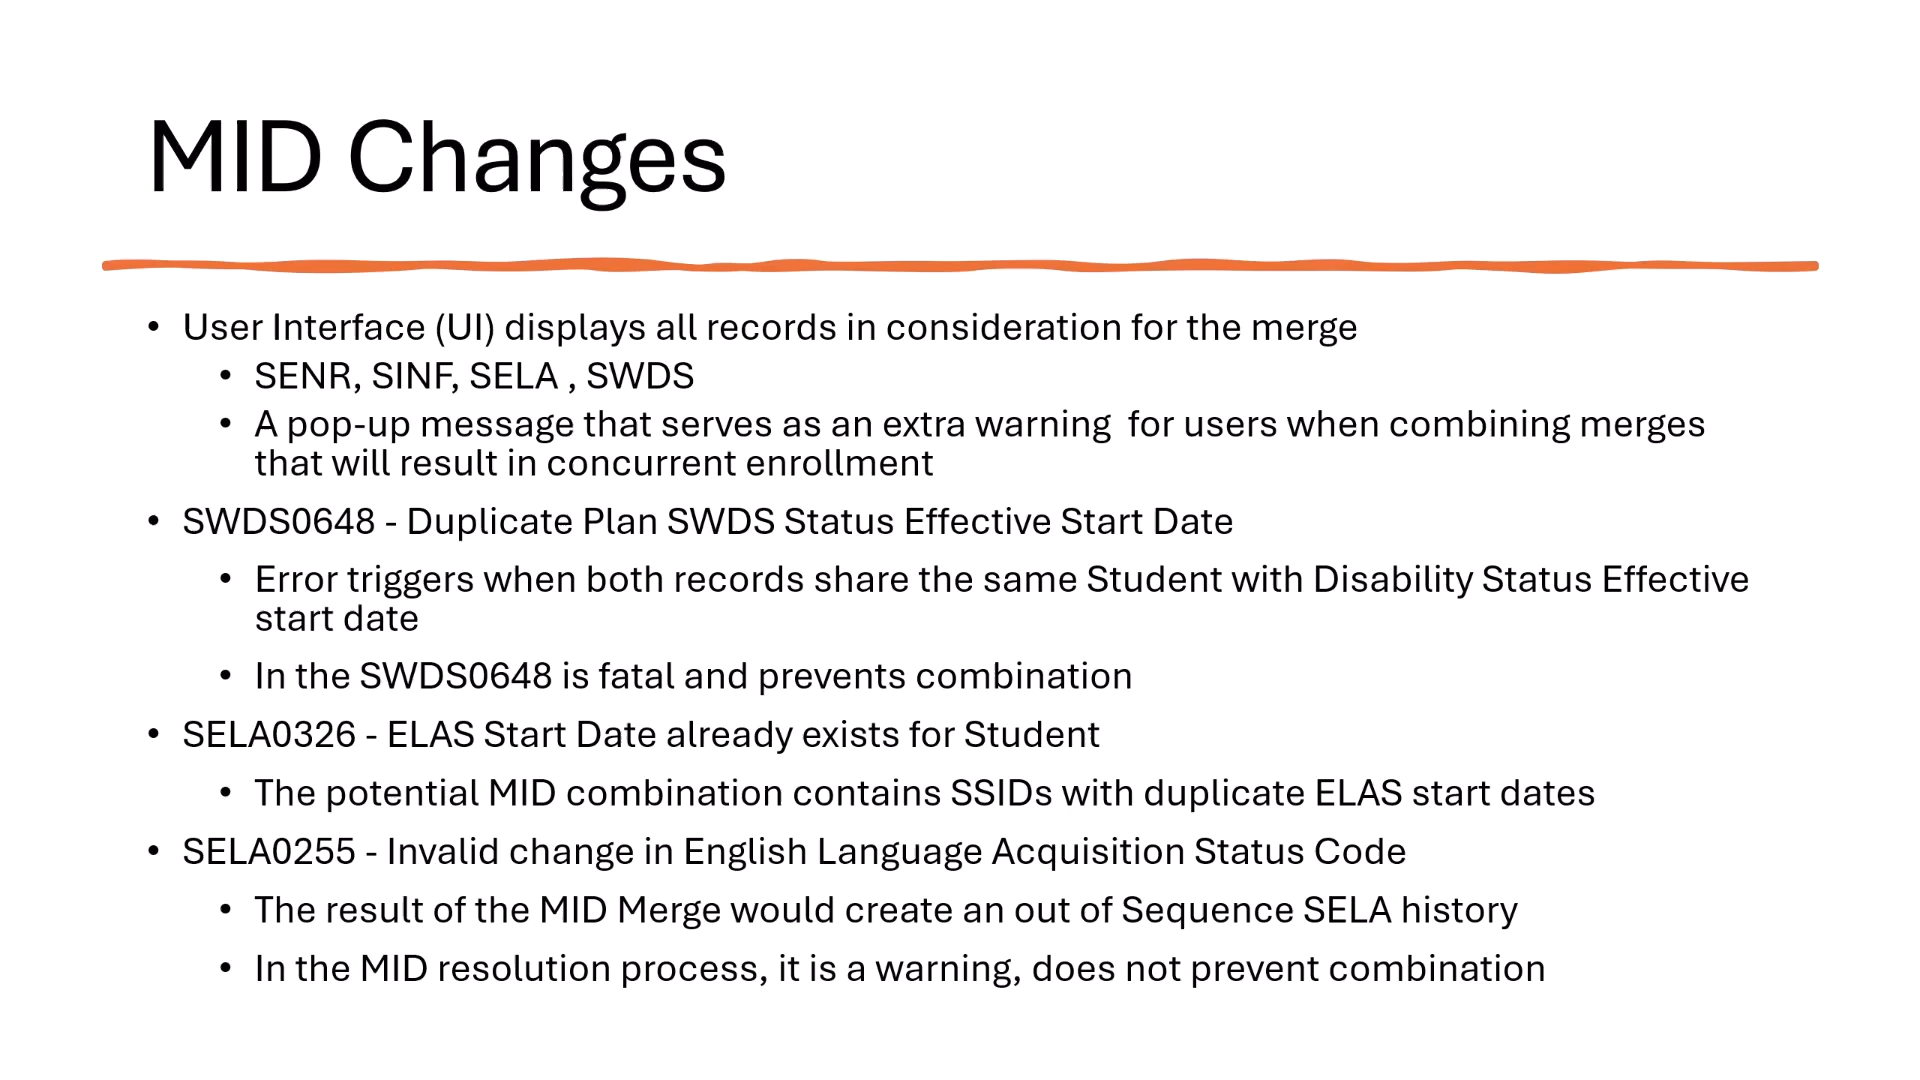 MID Changes
• User Interface (UI) displays all records in consideration for the merge
• SENR, SINF, SELA , SWDS
• A pop-up message that serves as an extra warning  for users when combining merges
that will result in concurrent enrollment
• SWDS0648 - Duplicate Plan SWDS Status Effective Start Date
• Error triggers when both records share the same Student with Disability Status Effective
start date
• In the SWDS0648 is fatal and prevents combination
• SELA0326 - ELAS Start Date already exists for Student
• The potential MID combination contains SSIDs with duplicate ELAS start dates
• SELA0255 - Invalid change in English Language Acquisition Status Code
• The result of the MID Merge would create an out of Sequence SELA history
• In the MID resolution process, it is a warning, does not prevent combination